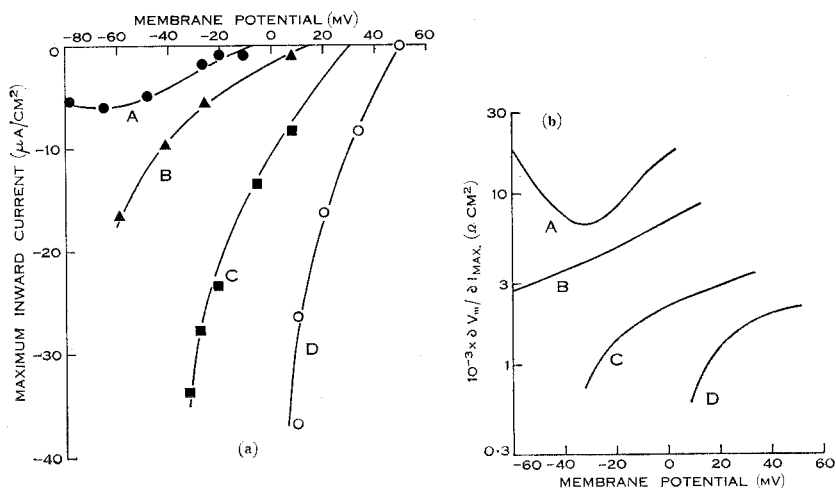 MEMBRANE POTENTIAL (MV)
-80 -60 -40 -20 0 20 40 60
0
-10
-20
-30
-40
MAXIMUM INWARD CURRENT (μA/CM²)
A
B
C
D
(a)
(b)
30
10
3
1
0·3
10⁻³ x ∂ Vm / ∂ IMAX. (Ω CM²)
A
B
C
D
-60 -40 -20 0 20 40 60
MEMBRANE POTENTIAL (MV)